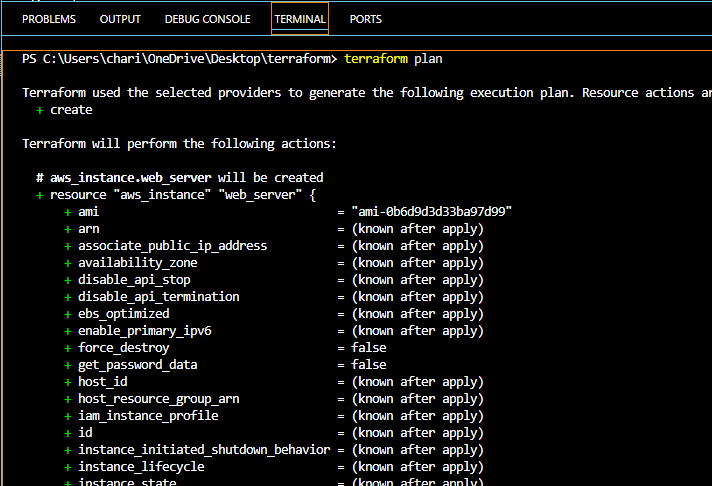 PROBLEMS OUTPUT DEBUG CONSOLE TERMINAL PORTS
PS C:\Users\chari\OneDrive\Desktop\terraform> terraform plan
Terraform used the selected providers to generate the following execution plan. Resource actions
+ create
Terraform will perform the following actions:
# aws_instance.web_server will be created
+ resource "aws_instance" "web_server" {
+ ami = "ami-0b6d9d3d33ba97d99"
+ arn = (known after apply)
+ associate_public_ip_address = (known after apply)
+ availability_zone = (known after apply)
+ disable_api_stop = (known after apply)
+ disable_api_termination = (known after apply)
+ ebs_optimized = (known after apply)
+ enable_primary_ipv6 = (known after apply)
+ force_destroy = false
+ get_password_data = false
+ host_id = (known after apply)
+ host_resource_group_arn = (known after apply)
+ iam_instance_profile = (known after apply)
+ id = (known after apply)
+ instance_initiated_shutdown_behavior = (known after apply)
+ instance_lifecycle = (known after apply)
+ instance_state = (known after apply)